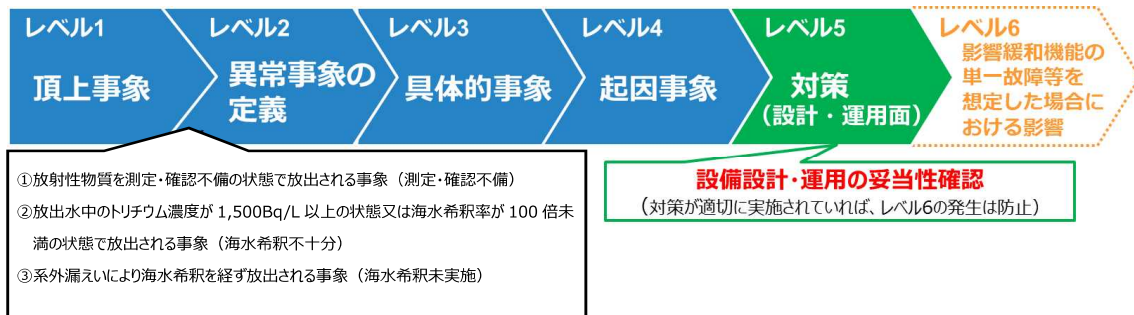 レベル1
頂上事象
レベル2
異常事象の
定義
レベル3
具体的事象
レベル4
起因事象
レベル5
対策
（設計・運用面）
レベル6
影響緩和機能の
単一故障等を
想定した場合に
おける影響
①放射性物質を測定・確認不備の状態で放出される事象（測定・確認不備）
②放出水中のトリチウム濃度が 1,500Bq/L 以上の状態又は海水希釈率が 100 倍未
満の状態で放出される事象（海水希釈不十分）
③系外漏えいにより海水希釈を経ず放出される事象（海水希釈未実施）
設備設計・運用の妥当性確認
（対策が適切に実施されていれば、レベル6の発生は防止）